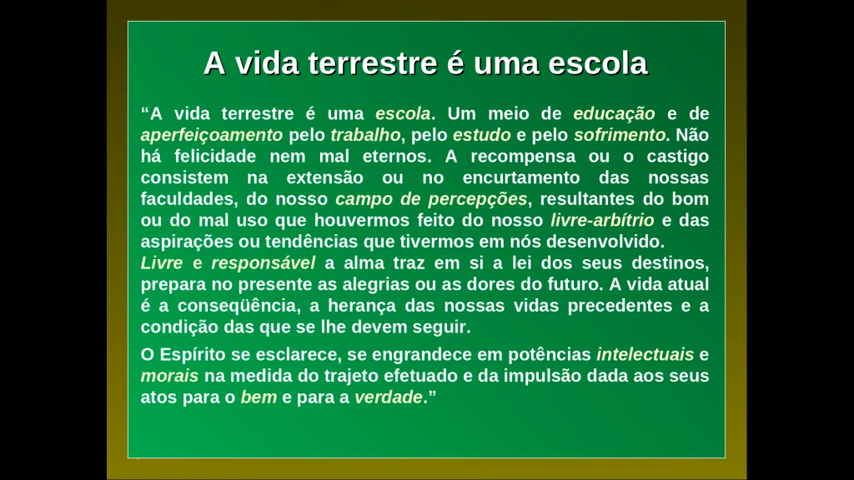 A vida terrestre é uma escola
“A vida terrestre é uma escola. Um meio de educação e de
aperfeiçoamento pelo trabalho, pelo estudo e pelo sofrimento. Não
há felicidade nem mal eternos. A recompensa ou o castigo
consistem na extensão ou no encurtamento das nossas
faculdades, do nosso campo de percepções, resultantes do bom
ou do mal uso que houvermos feito do nosso livre-arbítrio e das
aspirações ou tendências que tivermos em nós desenvolvido.
Livre e responsável a alma traz em si a lei dos seus destinos,
prepara no presente as alegrias ou as dores do futuro. A vida atual
é a conseqüência, a herança das nossas vidas precedentes e a
condição das que se lhe devem seguir.
O Espírito se esclarece, se engrandece em potências intelectuais e
morais na medida do trajeto efetuado e da impulsão dada aos seus
atos para o bem e para a verdade.”